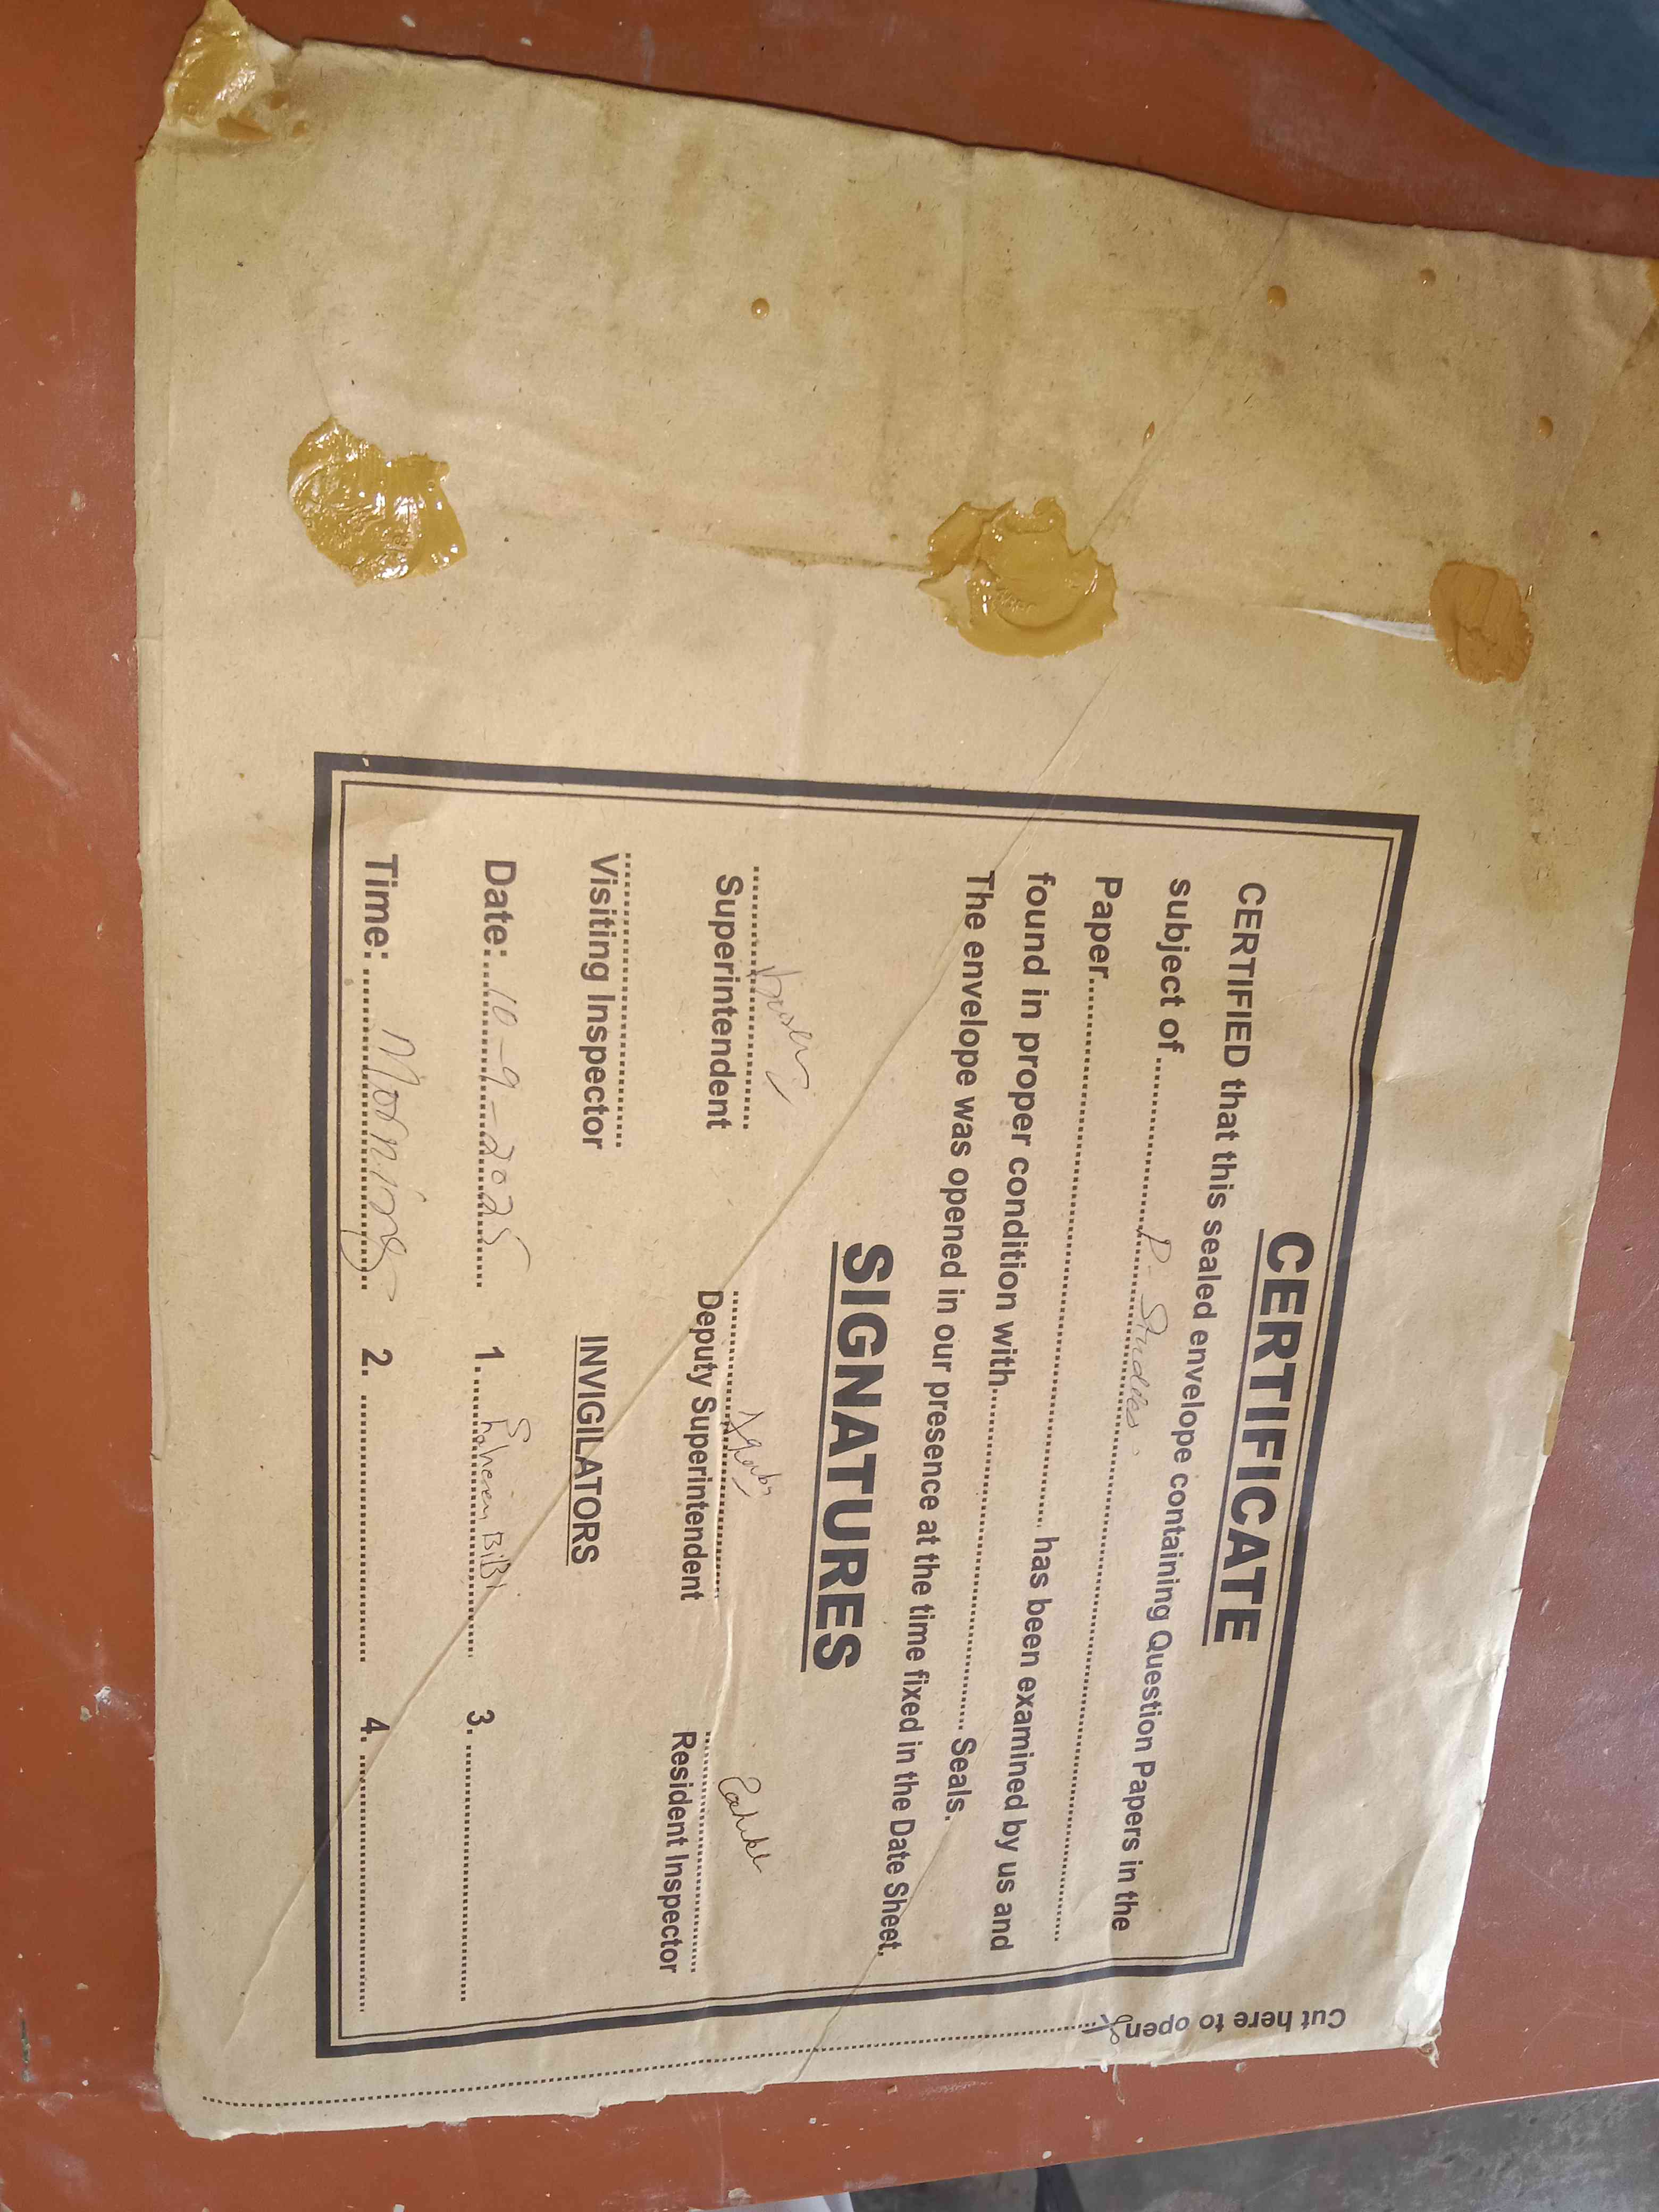 CERTIFICATE
CERTIFIED that this sealed envelope containing Question Papers in the
subject of.......... P. Studies ..........
Paper.......... has been examined by us and
found in proper condition with.......... Seals.
The envelope was opened in our presence at the time fixed in the Date Sheet.
SIGNATURES
Superintendent Deputy Superintendent Resident Inspector
Visiting Inspector INVIGILATORS
Date: 10-9-2025 1. Shaheen BiBi 3. ..........
Time: Morning 2. .......... 4. ..........
Cut here to open